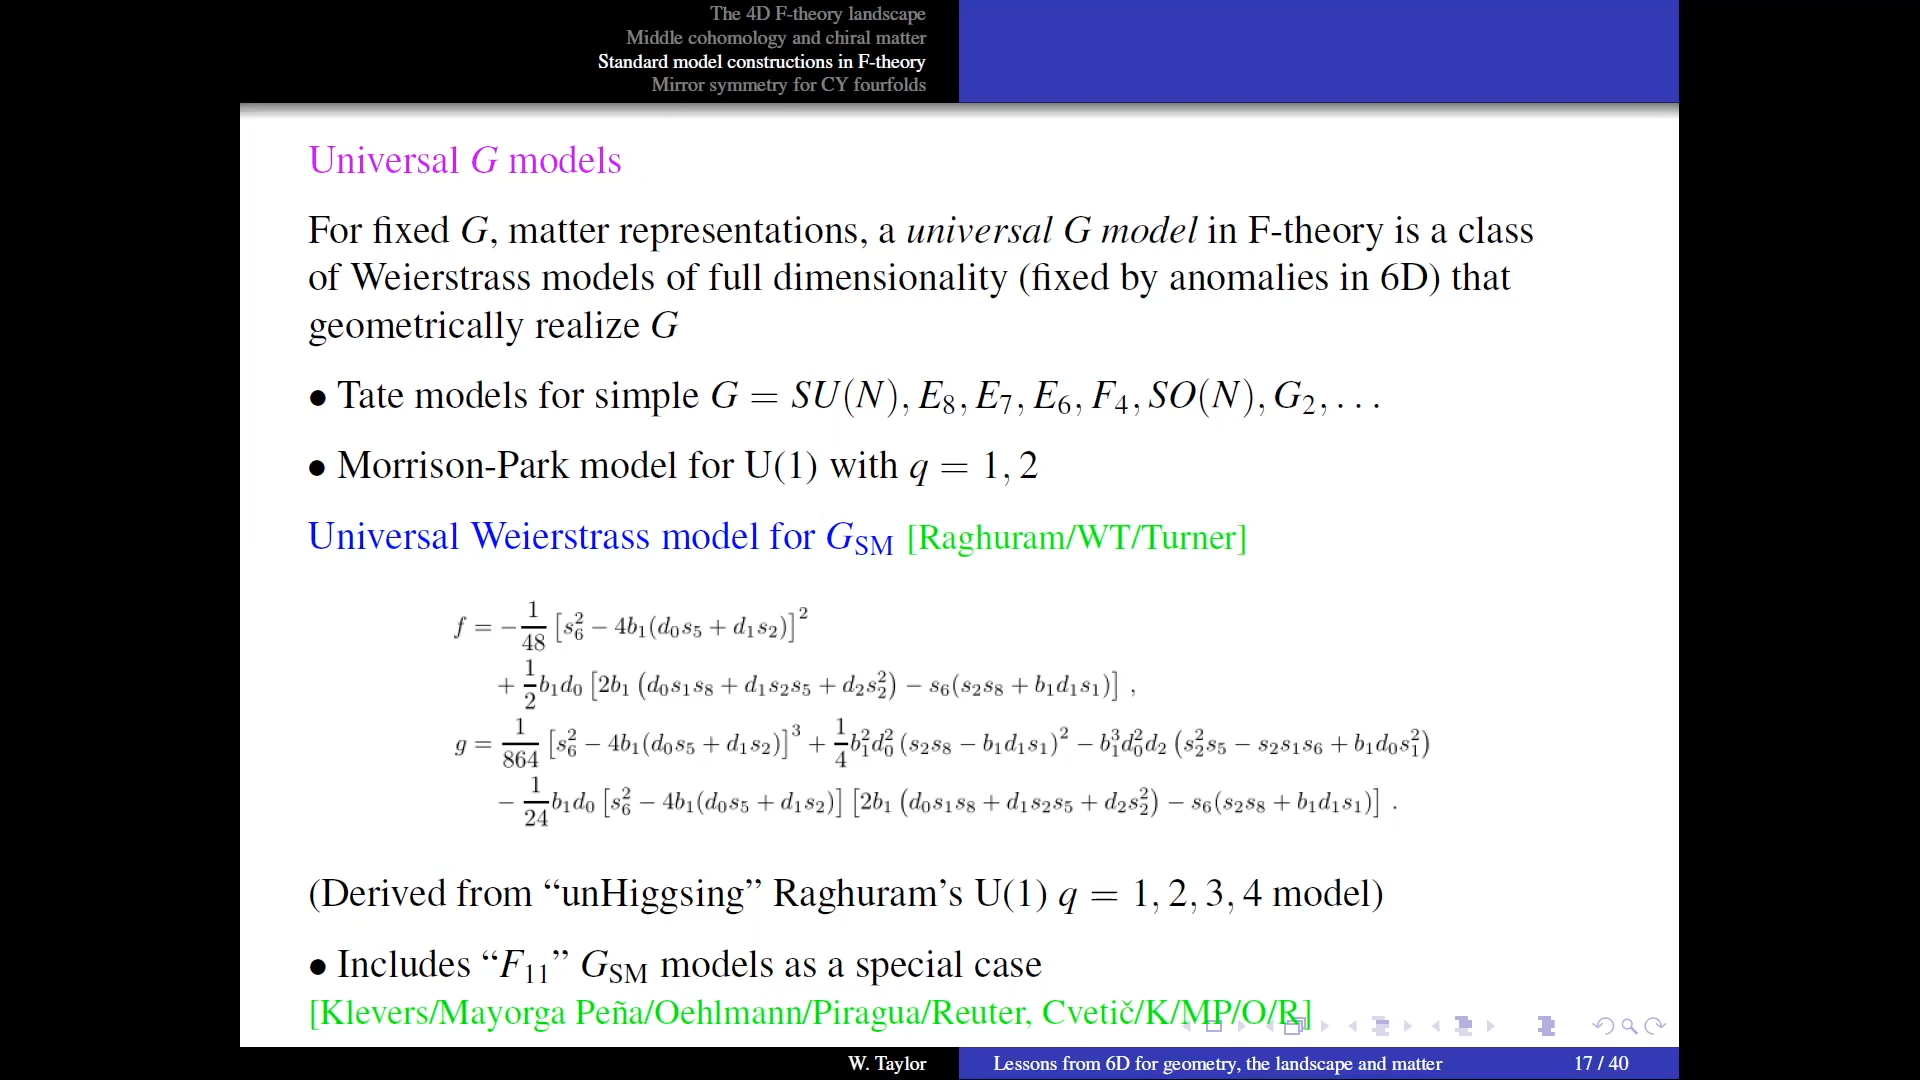 The 4D F-theory landscape
Middle cohomology and chiral matter
Standard model constructions in F-theory
Mirror symmetry for CY fourfolds
Universal G models
For fixed G, matter representations, a universal G model in F-theory is a class
of Weierstrass models of full dimensionality (fixed by anomalies in 6D) that
geometrically realize G
• Tate models for simple G = SU(N), E₈, E₇, E₆, F₄, SO(N), G₂, . . .
• Morrison-Park model for U(1) with q = 1, 2
Universal Weierstrass model for G_SM [Raghuram/WT/Turner]
f = −1/48 [s₆² − 4b₁(d₀s₅ + d₁s₂)]²
+ 1/2 b₁d₀ [2b₁ (d₀s₁s₈ + d₁s₂s₅ + d₂s₂²) − s₆(s₂s₈ + b₁d₁s₁)] ,
g = 1/864 [s₆² − 4b₁(d₀s₅ + d₁s₂)]³ + 1/4 b₁²d₀² (s₂s₈ − b₁d₁s₁)² − b₁³d₀²d₂ (s₂²s₅ − s₂s₁s₆ + b₁d₀s₁²)
− 1/24 b₁d₀ [s₆² − 4b₁(d₀s₅ + d₁s₂)] [2b₁ (d₀s₁s₈ + d₁s₂s₅ + d₂s₂²) − s₆(s₂s₈ + b₁d₁s₁)] .
(Derived from “unHiggsing” Raghuram’s U(1) q = 1, 2, 3, 4 model)
• Includes “F₁₁” G_SM models as a special case
[Klevers/Mayorga Peña/Oehlmann/Piragua/Reuter, Cvetič/K/MP/O/R]
W. Taylor
Lessons from 6D for geometry, the landscape and matter
17 / 40